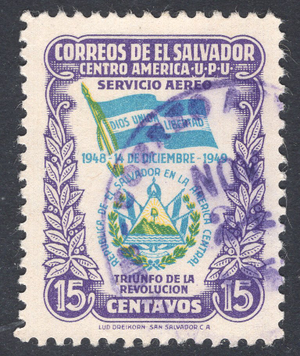 CORREOS DE EL SALVADOR
CENTRO AMERICA·U·P·U·
SERVICIO AEREO
DIOS UNION LIBERTAD
1948-14 DE DICIEMBRE-1949
REPUBLICA DE EL SALVADOR EN LA AMERICA CENTRAL
TRIUNFO DE LA
REVOLUCION
15 CENTAVOS 15
LUD DREIKORN - SAN SALVADOR C.A